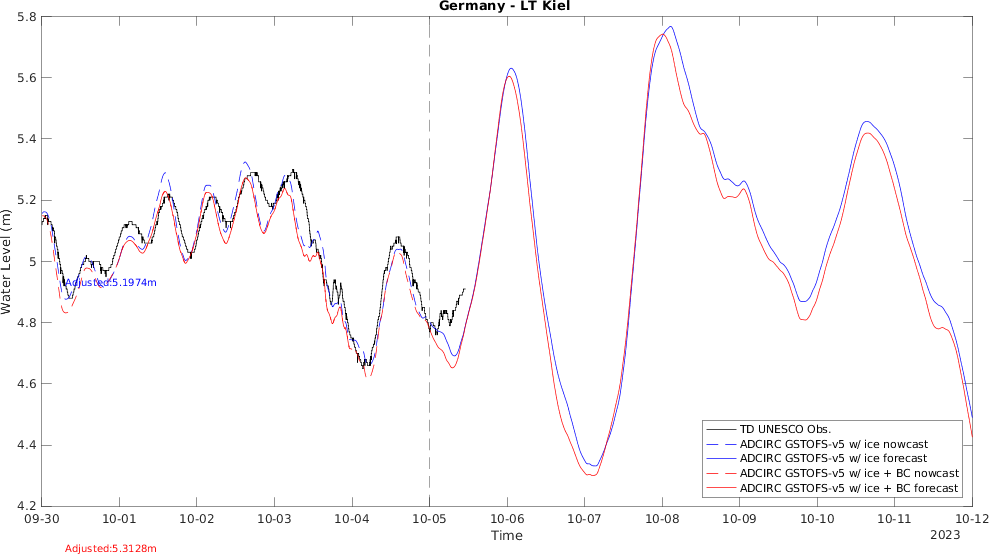 Germany - LT Kiel
5.8
5.6
5.4
5.2
5
4.8
4.6
4.4
4.2
Water Level (m)
Adjusted:5.1974m
TD UNESCO Obs.
ADCIRC GSTOFS-v5 w/ ice nowcast
ADCIRC GSTOFS-v5 w/ ice forecast
ADCIRC GSTOFS-v5 w/ ice + BC nowcast
ADCIRC GSTOFS-v5 w/ ice + BC forecast
09-30 10-01 10-02 10-03 10-04 10-05 10-06 10-07 10-08 10-09 10-10 10-11 10-12
Time
2023
Adjusted:5.3128m